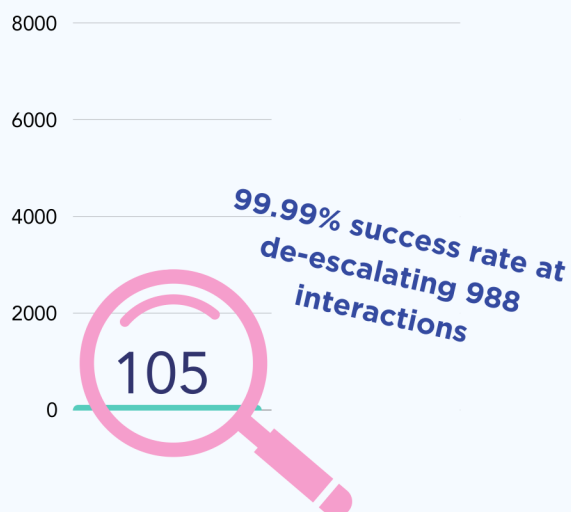 8000
6000
4000
99.99% success rate at
de-escalating 988
interactions
2000
105
0